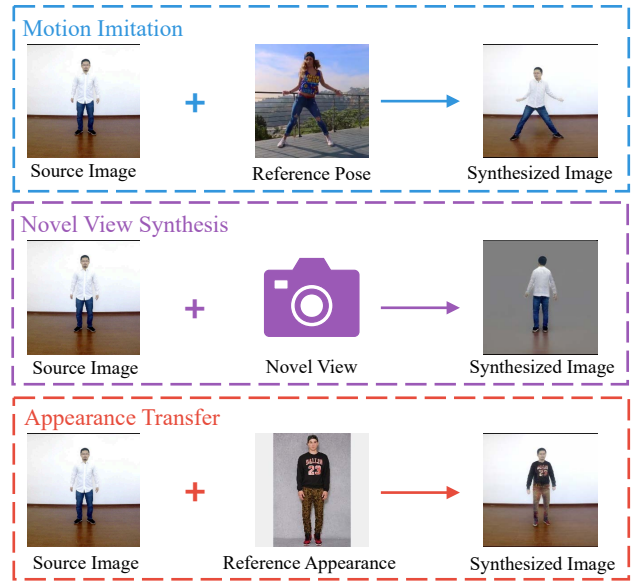 Motion Imitation
Source Image
Reference Pose
Synthesized Image
Novel View Synthesis
Source Image
Novel View
Synthesized Image
Appearance Transfer
23
Source Image
Reference Appearance
Synthesized Image